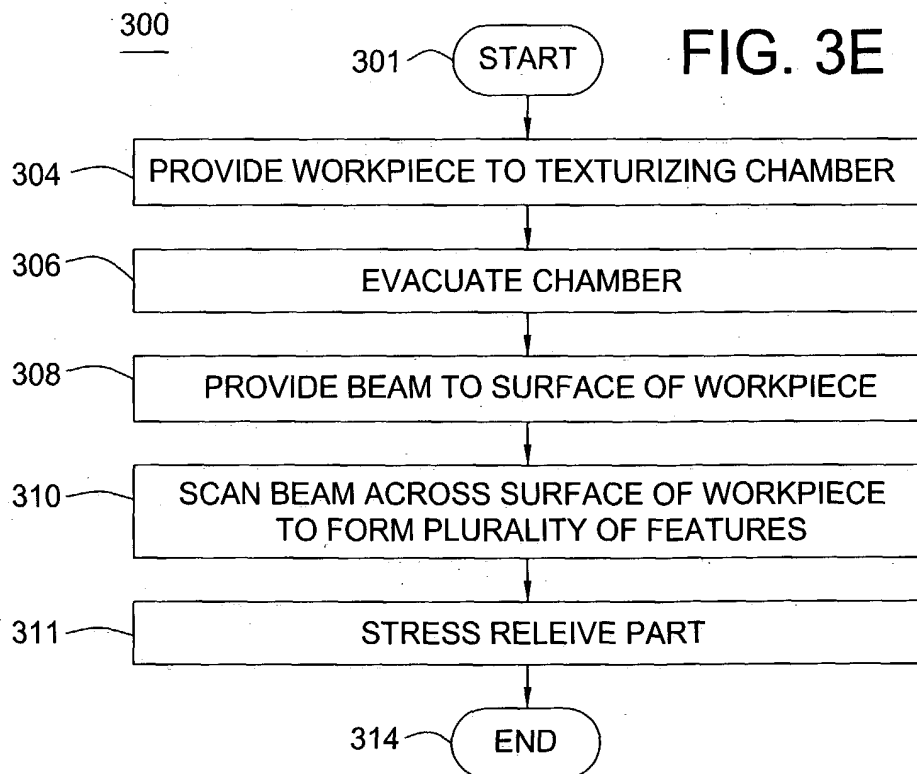 300
FIG. 3E
301
START
304
PROVIDE WORKPIECE TO TEXTURIZING CHAMBER
306
EVACUATE CHAMBER
308
PROVIDE BEAM TO SURFACE OF WORKPIECE
310
SCAN BEAM ACROSS SURFACE OF WORKPIECE
TO FORM PLURALITY OF FEATURES
311
STRESS RELEIVE PART
314
END